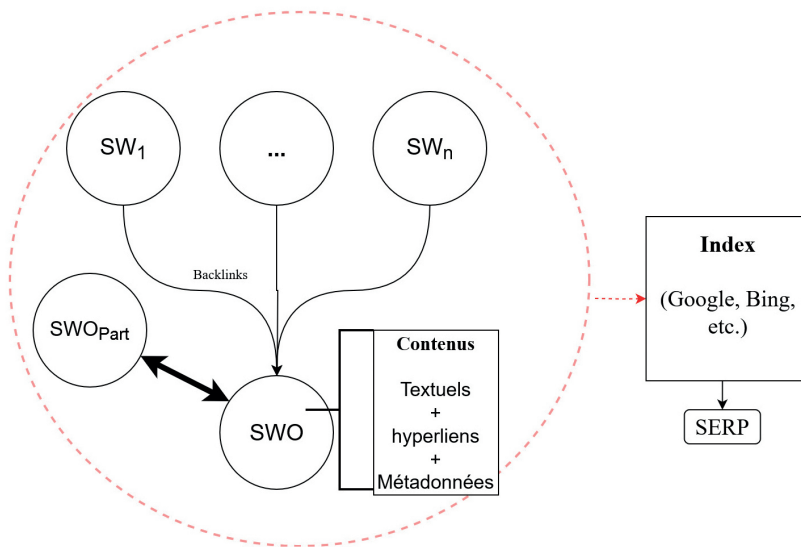 SW1
...
SWn
Backlinks
SWOPart
SWO
Contenus
Textuels
+
hyperliens
+
Métadonnées
Index
(Google, Bing,
etc.)
SERP